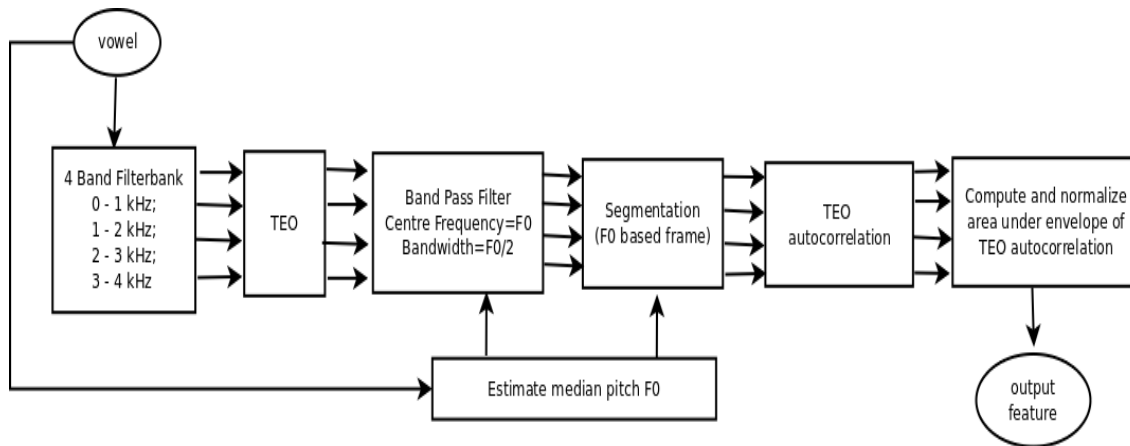 vowel
4 Band Filterbank
0 - 1 kHz;
1 - 2 kHz;
2 - 3 kHz;
3 - 4 kHz
TEO
Band Pass Filter
Centre Frequency=F0
Bandwidth=F0/2
Segmentation
(F0 based frame)
TEO
autocorrelation
Compute and normalize
area under envelope of
TEO autocorrelation
Estimate median pitch F0
output
feature